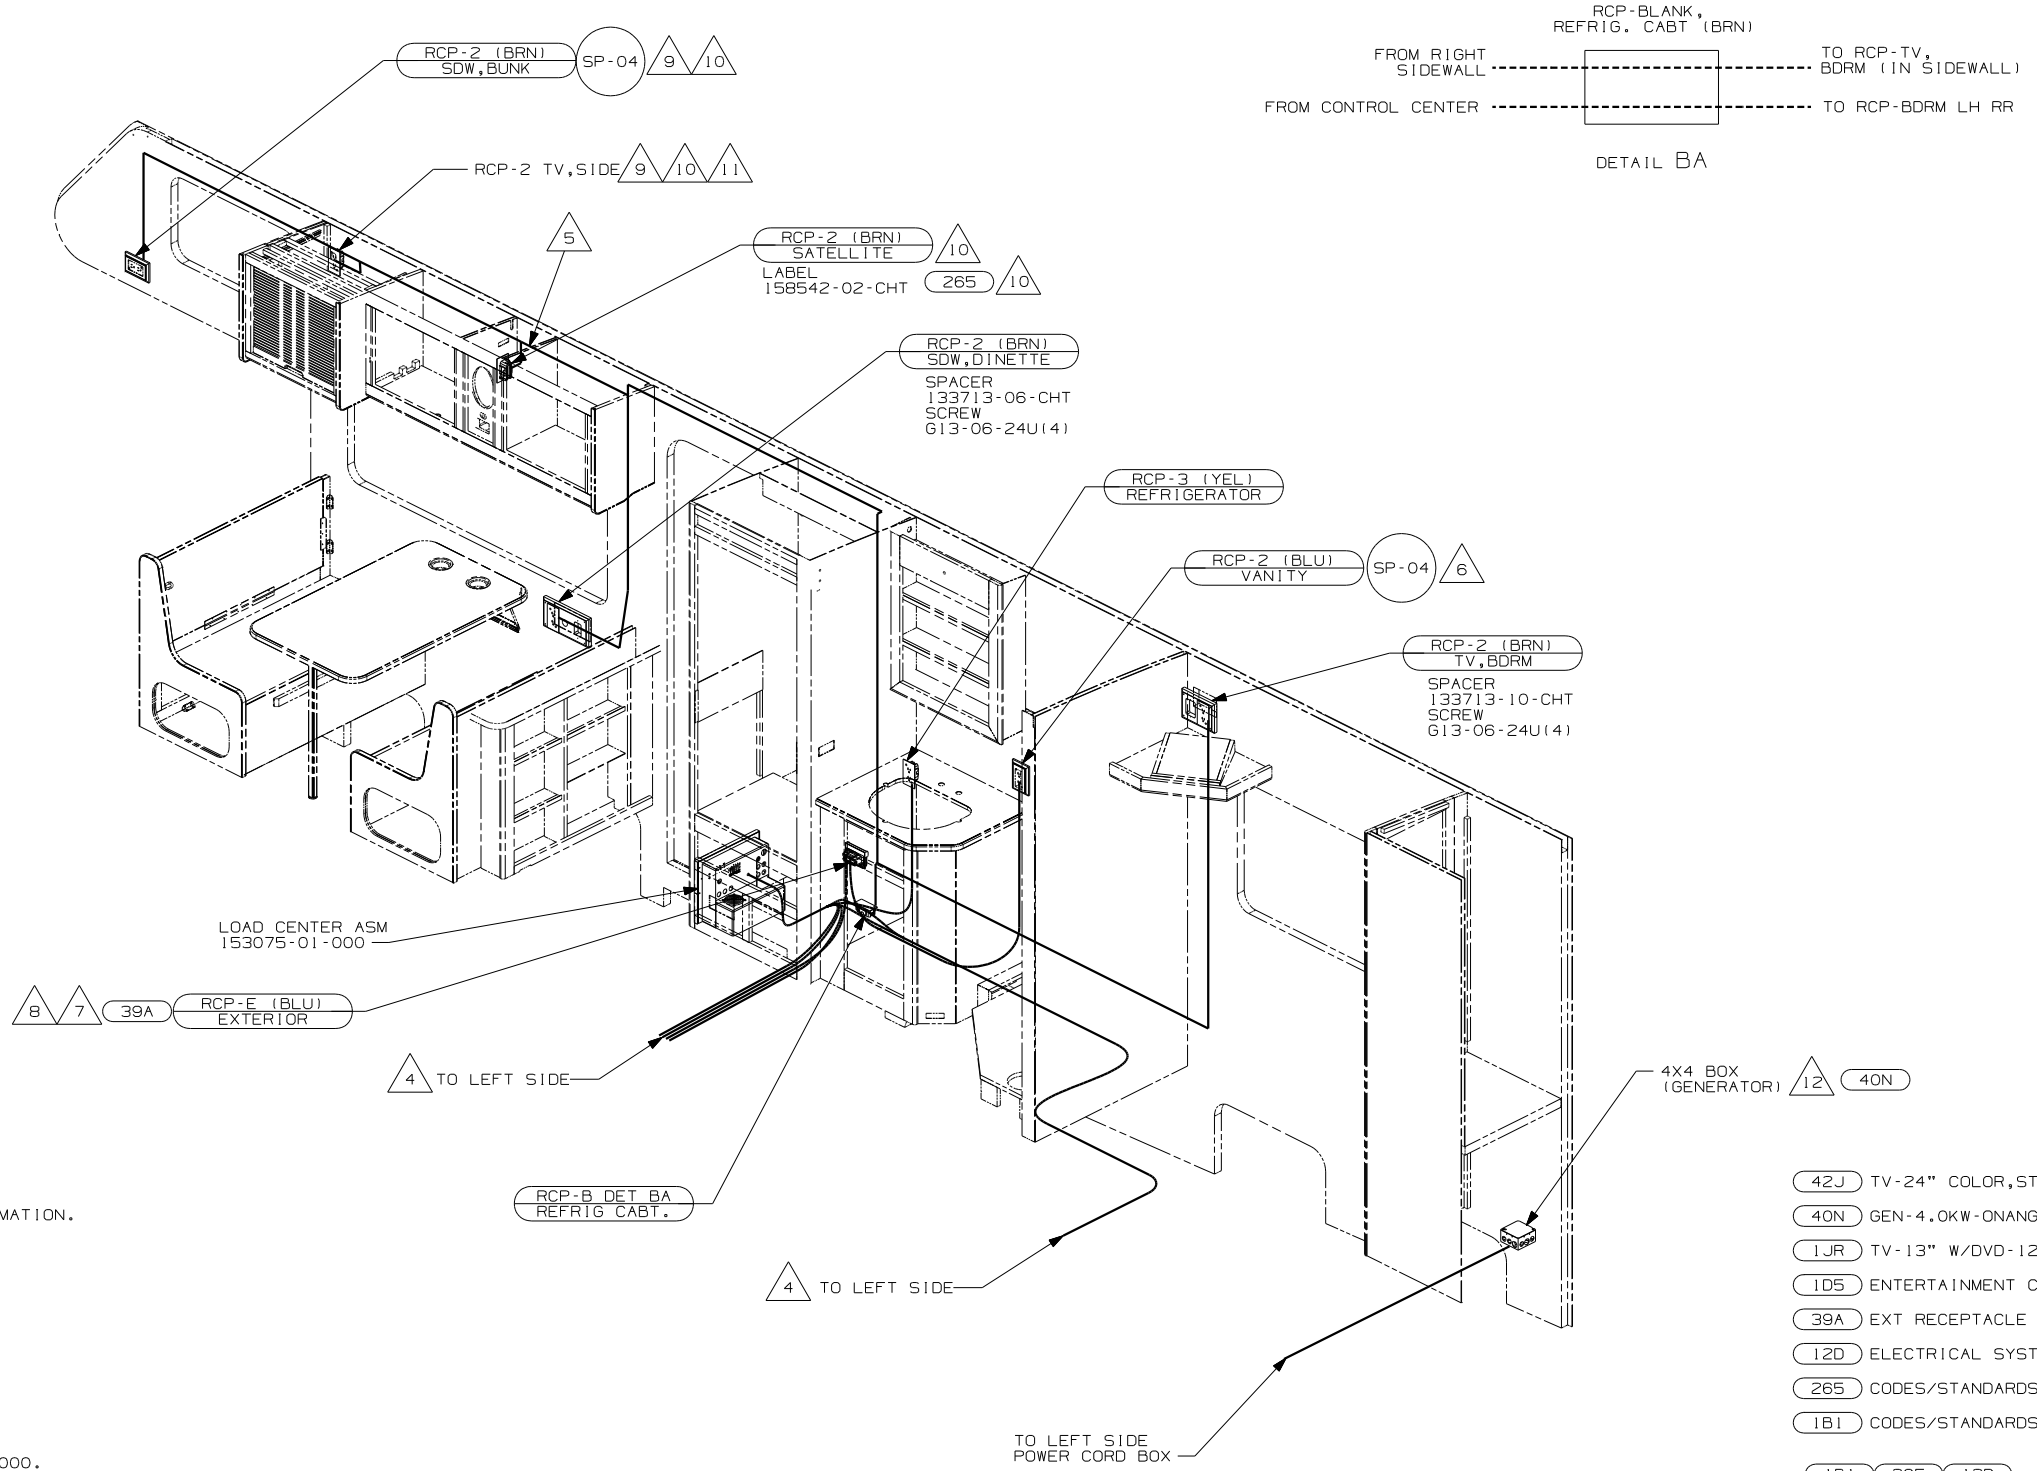 RCP-BLANK,
REFRIG. CABT (BRN)
FROM RIGHT
SIDEWALL
TO RCP-TV,
BDRM (IN SIDEWALL)
FROM CONTROL CENTER
TO RCP-BDRM LH RR
DETAIL BA
RCP-2 (BRN)
SDW,BUNK
SP-04
9
10
RCP-2 TV,SIDE
9
10
11
5
RCP-2 (BRN)
SATELLITE
10
LABEL
158542-02-CHT
265
10
RCP-2 (BRN)
SDW,DINETTE
SPACER
133713-06-CHT
SCREW
G13-06-24U(4)
RCP-3 (YEL)
REFRIGERATOR
RCP-2 (BLU)
VANITY
SP-04
6
RCP-2 (BRN)
TV,BDRM
SPACER
133713-10-CHT
SCREW
G13-06-24U(4)
LOAD CENTER ASM
153075-01-000
8
7
39A
RCP-E (BLU)
EXTERIOR
4
TO LEFT SIDE
4X4 BOX
(GENERATOR)
12
40N
RCP-B DET BA
REFRIG CABT.
MATION.
4
TO LEFT SIDE
42J TV-24" COLOR,ST
40N GEN-4.0KW-ONANG
1JR TV-13" W/DVD-12
1D5 ENTERTAINMENT C
39A EXT RECEPTACLE
12D ELECTRICAL SYST
265 CODES/STANDARDS
1B1 CODES/STANDARDS
TO LEFT SIDE
POWER CORD BOX
000.